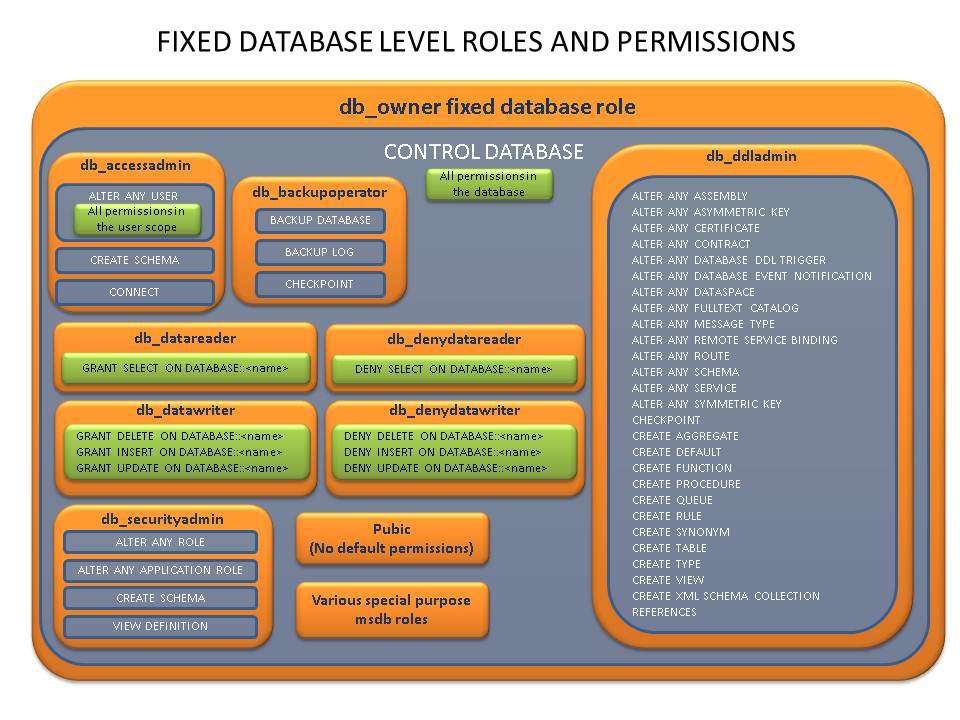 FIXED DATABASE LEVEL ROLES AND PERMISSIONS
db_owner fixed database role
CONTROL DATABASE
All permissions in
the database
db_accessadmin
ALTER ANY USER
All permissions in
the user scope
CREATE SCHEMA
CONNECT
db_backupoperator
BACKUP DATABASE
BACKUP LOG
CHECKPOINT
db_datareader
GRANT SELECT ON DATABASE::<name>
db_denydatareader
DENY SELECT ON DATABASE::<name>
db_datawriter
GRANT DELETE ON DATABASE::<name>
GRANT INSERT ON DATABASE::<name>
GRANT UPDATE ON DATABASE::<name>
db_denydatawriter
DENY DELETE ON DATABASE::<name>
DENY INSERT ON DATABASE::<name>
DENY UPDATE ON DATABASE::<name>
db_securityadmin
ALTER ANY ROLE
ALTER ANY APPLICATION ROLE
CREATE SCHEMA
VIEW DEFINITION
Pubic
(No default permissions)
Various special purpose
msdb roles
db_ddladmin
ALTER ANY ASSEMBLY
ALTER ANY ASYMMETRIC KEY
ALTER ANY CERTIFICATE
ALTER ANY CONTRACT
ALTER ANY DATABASE DDL TRIGGER
ALTER ANY DATABASE EVENT NOTIFICATION
ALTER ANY DATASPACE
ALTER ANY FULLTEXT CATALOG
ALTER ANY MESSAGE TYPE
ALTER ANY REMOTE SERVICE BINDING
ALTER ANY ROUTE
ALTER ANY SCHEMA
ALTER ANY SERVICE
ALTER ANY SYMMETRIC KEY
CHECKPOINT
CREATE AGGREGATE
CREATE DEFAULT
CREATE FUNCTION
CREATE PROCEDURE
CREATE QUEUE
CREATE RULE
CREATE SYNONYM
CREATE TABLE
CREATE TYPE
CREATE VIEW
CREATE XML SCHEMA COLLECTION
REFERENCES